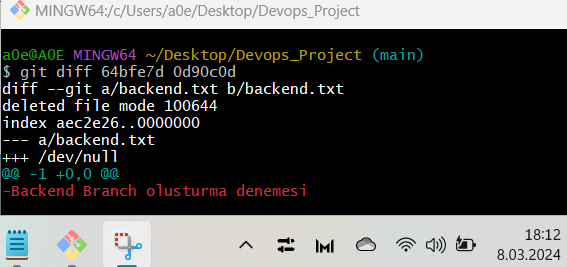 MINGW64:/c/Users/a0e/Desktop/Devops_Project
a0e@A0E MINGW64 ~/Desktop/Devops_Project (main)
$ git diff 64bfe7d 0d90c0d
diff --git a/backend.txt b/backend.txt
deleted file mode 100644
index aec2e26..0000000
--- a/backend.txt
+++ /dev/null
@@ -1 +0,0 @@
-Backend Branch olusturma denemesi
18:12
8.03.2024